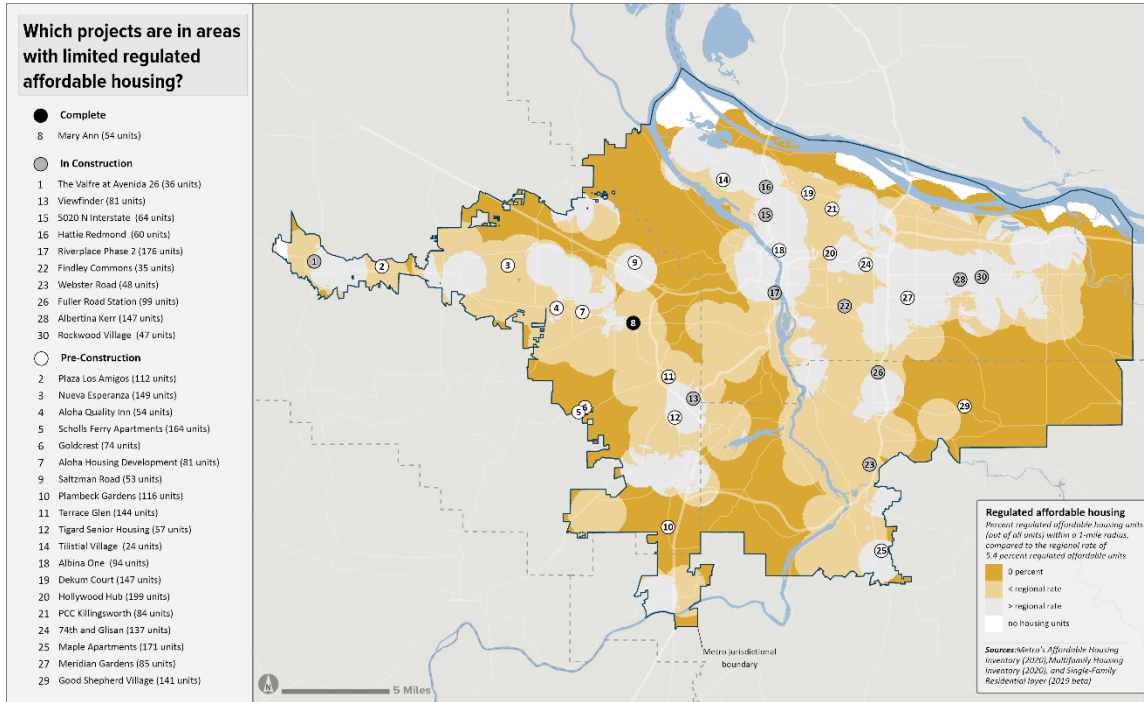 Which projects are in areas
with limited regulated
affordable housing?
Complete
8 Mary Ann (54 units)
In Construction
1 The Valfre at Avenida 26 (36 units)
13 Viewfinder (81 units)
15 5020 N Interstate (64 units)
16 Hattie Redmond (60 units)
17 Riverplace Phase 2 (176 units)
22 Findley Commons (35 units)
23 Webster Road (48 units)
26 Fuller Road Station (99 units)
28 Albertina Kerr (147 units)
30 Rockwood Village (47 units)
Pre-Construction
2 Plaza Los Amigos (112 units)
3 Nueva Esperanza (149 units)
4 Aloha Quality Inn (54 units)
5 Scholls Ferry Apartments (164 units)
6 Goldcrest (74 units)
7 Aloha Housing Development (81 units)
9 Saltzman Road (53 units)
10 Plambeck Gardens (116 units)
11 Terrace Glen (144 units)
12 Tigard Senior Housing (57 units)
14 Tilistial Village (24 units)
18 Albina One (94 units)
19 Dekum Court (147 units)
20 Hollywood Hub (199 units)
21 PCC Killingsworth (84 units)
24 74th and Glisan (137 units)
25 Maple Apartments (171 units)
27 Meridian Gardens (85 units)
29 Good Shepherd Village (141 units)
14
16
19
21
15
18
20
24
9
1
2
3
28
30
17
27
4
7
22
8
11
26
13
5
6
12
29
23
10
25
Metro jurisdictional
boundary
N
5 Miles
Regulated affordable housing
Percent regulated affordable housing units
(out of all units) within a 1-mile radius,
compared to the regional rate of
5.4 percent regulated affordable units
0 percent
< regional rate
> regional rate
no housing units
Sources:Metro's Affordable Housing
Inventory (2020),Multifamily Housing
Inventory (2020), and Single-Family
Residential layer (2019 beta)